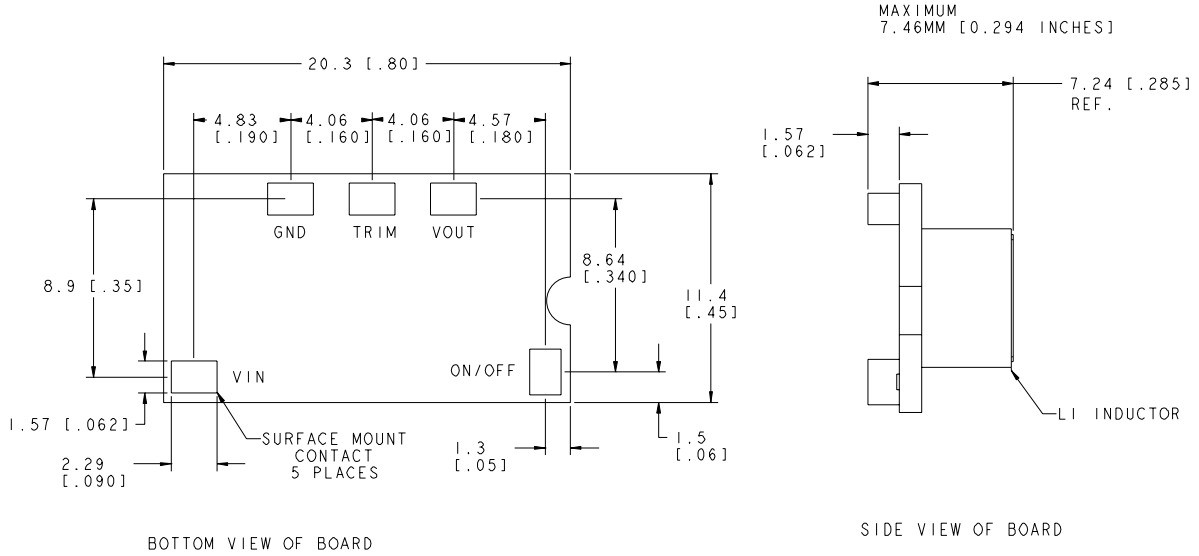 MAXIMUM
7.46MM [0.294 INCHES]
20.3 [.80]
7.24 [.285]
REF.
4.83
[.190]
4.06
[.160]
4.06
[.160]
4.57
[.180]
1.57
[.062]
GND
TRIM
VOUT
8.9 [.35]
8.64
[.340]
11.4
[.45]
VIN
ON/OFF
1.57 [.062]
SURFACE MOUNT
CONTACT
5 PLACES
2.29
[.090]
1.3
[.05]
1.5
[.06]
L1 INDUCTOR
BOTTOM VIEW OF BOARD
SIDE VIEW OF BOARD